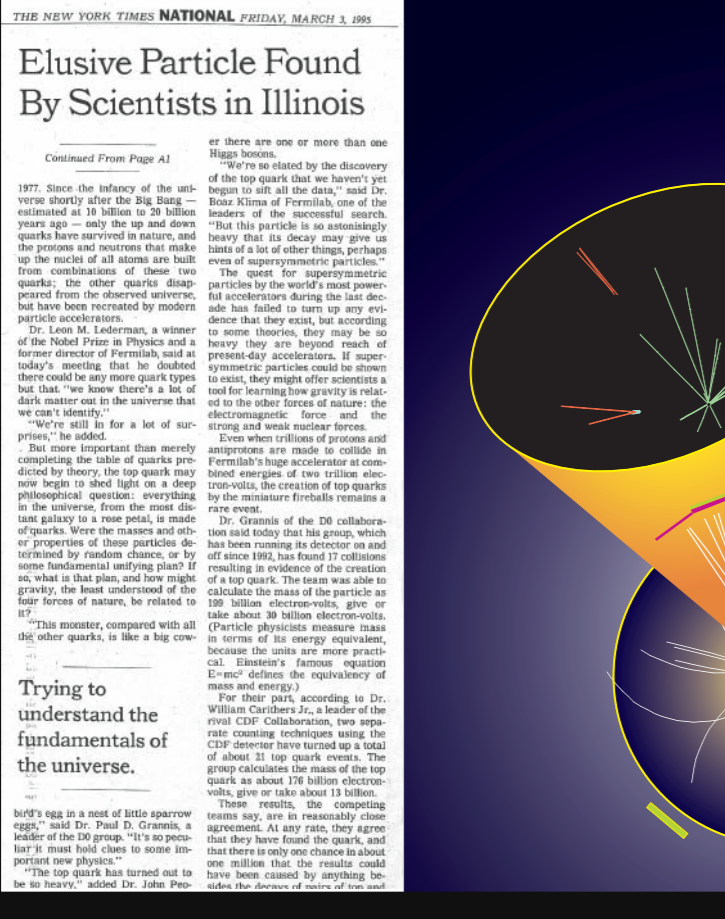 THE NEW YORK TIMES NATIONAL FRIDAY, MARCH 3, 1995
Elusive Particle Found
By Scientists in Illinois
Continued From Page A1
1977. Since the infancy of the uni-
verse shortly after the Big Bang —
estimated at 10 billion to 20 billion
years ago — only the up and down
quarks have survived in nature, and
the protons and neutrons that make
up the nuclei of all atoms are built
from combinations of these two
quarks; the other quarks disap-
peared from the observed universe,
but have been recreated by modern
particle accelerators.
Dr. Leon M. Lederman, a winner
of the Nobel Prize in Physics and a
former director of Fermilab, said at
today's meeting that he doubted
there could be any more quark types
but that "we know there's a lot of
dark matter out in the universe that
we can't identify."
"We're still in for a lot of sur-
prises," he added.
But more important than merely
completing the table of quarks pre-
dicted by theory, the top quark may
now begin to shed light on a deep
philosophical question: everything
in the universe, from the most dis-
tant galaxy to a rose petal, is made
of quarks. Were the masses and oth-
er properties of these particles de-
termined by random chance, or by
some fundamental unifying plan? If
so, what is that plan, and how might
gravity, the least understood of the
four forces of nature, be related to
it?
"This monster, compared with all
the other quarks, is like a big cow-
Trying to
understand the
fundamentals of
the universe.
bird's egg in a nest of little sparrow
eggs," said Dr. Paul D. Grannis, a
leader of the D0 group. "It's so pecu-
liar it must hold clues to some im-
portant new physics."
"The top quark has turned out to
be so heavy," added Dr. John Peo-
er there are one or more than one
Higgs bosons.
"We're so elated by the discovery
of the top quark that we haven't yet
begun to sift all the data," said Dr.
Boaz Klima of Fermilab, one of the
leaders of the successful search.
"But this particle is so astonishingly
heavy that its decay may give us
hints of a lot of other things, perhaps
even of supersymmetric particles."
The quest for supersymmetric
particles by the world's most power-
ful accelerators during the last dec-
ade has failed to turn up any evi-
dence that they exist, but according
to some theories, they may be so
heavy they are beyond reach of
present-day accelerators. If super-
symmetric particles could be shown
to exist, they might offer scientists a
tool for learning how gravity is relat-
ed to the other forces of nature: the
electromagnetic force and the
strong and weak nuclear forces.
Even when trillions of protons and
antiprotons are made to collide in
Fermilab's huge accelerator at com-
bined energies of two trillion elec-
tron-volts, the creation of top quarks
by the miniature fireballs remains a
rare event.
Dr. Grannis of the D0 collabora-
tion said today that his group, which
has been running its detector on and
off since 1992, has found 17 collisions
resulting in evidence of the creation
of a top quark. The team was able to
calculate the mass of the particle as
199 billion electron-volts, give or
take about 30 billion electron-volts.
(Particle physicists measure mass
in terms of its energy equivalent,
because the units are more practi-
cal. Einstein's famous equation
E=mc² defines the equivalency of
mass and energy.)
For their part, according to Dr.
William Carithers Jr., a leader of the
rival CDF Collaboration, two sepa-
rate counting techniques using the
CDF detector have turned up a total
of about 21 top quark events. The
group calculates the mass of the top
quark as about 176 billion electron-
volts, give or take about 13 billion.
These results, the competing
teams say, are in reasonably close
agreement. At any rate, they agree
that they have found the quark, and
that there is only one chance in about
one million that the results could
have been caused by anything be-
sides the decays of pairs of top and